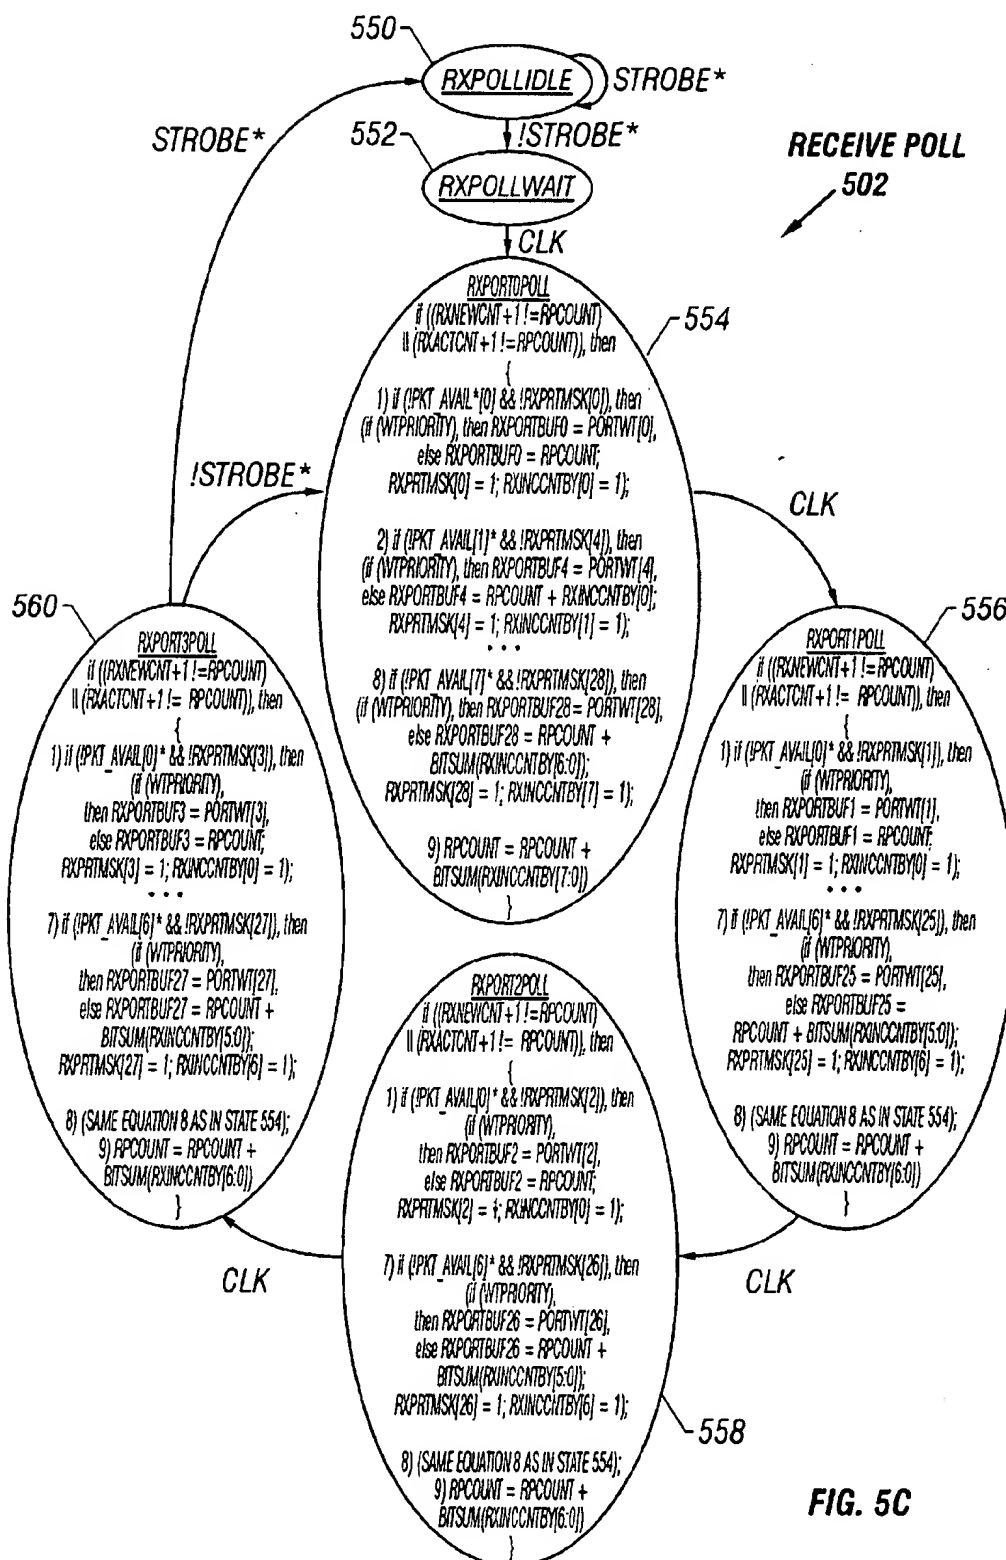 550
RXPOLLIDLE
STROBE*
STROBE*
!STROBE*
552
RXPOLLWAIT
RECEIVE POLL
502
CLK
RXPORT0POLL
if ((RXNEWCNT+1 !=RPCOUNT)
|| (RXACTCNT+1 !=RPCOUNT)), then
{
1) if (!PKT_AVAIL*[0] && !RXPRTMSK[0]), then
(if (WTPRIORITY), then RXPORTBUF0 = PORTWT[0],
else RXPORTBUF0 = RPCOUNT;
RXPRTMSK[0] = 1; RXINCCNTBY[0] = 1);
2) if (!PKT_AVAIL[1]* && !RXPRTMSK[4]), then
(if (WTPRIORITY), then RXPORTBUF4 = PORTWT[4],
else RXPORTBUF4 = RPCOUNT + RXINCCNTBY[0];
RXPRTMSK[4] = 1; RXINCCNTBY[1] = 1);
• • •
8) if (!PKT_AVAIL[7]* && !RXPRTMSK[28]), then
(if (WTPRIORITY), then RXPORTBUF28 = PORTWT[28],
else RXPORTBUF28 = RPCOUNT +
BITSUM(RXINCCNTBY[6:0]);
RXPRTMSK[28] = 1; RXINCCNTBY[7] = 1);
9) RPCOUNT = RPCOUNT +
BITSUM(RXINCCNTBY[7:0])
}
554
!STROBE*
CLK
560
RXPORT3POLL
if ((RXNEWCNT+1 !=RPCOUNT)
|| (RXACTCNT+1 != RPCOUNT)), then
{
1) if (!PKT_AVAIL[0]* && !RXPRTMSK[3]), then
(if (WTPRIORITY),
then RXPORTBUF3 = PORTWT[3],
else RXPORTBUF3 = RPCOUNT;
RXPRTMSK[3] = 1; RXINCCNTBY[0] = 1);
• • •
7) if (!PKT_AVAIL[6]* && !RXPRTMSK[27]), then
(if (WTPRIORITY),
then RXPORTBUF27 = PORTWT[27],
else RXPORTBUF27 = RPCOUNT +
BITSUM(RXINCCNTBY[5:0]);
RXPRTMSK[27] = 1; RXINCCNTBY[6] = 1);
8) (SAME EQUATION 8 AS IN STATE 554);
9) RPCOUNT = RPCOUNT +
BITSUM(RXINCCNTBY[6:0])
}
556
RXPORT1POLL
if ((RXNEWCNT+1 !=RPCOUNT)
|| (RXACTCNT+1 != RPCOUNT)), then
{
1) if (!PKT_AVAIL[0]* && !RXPRTMSK[1]), then
(if (WTPRIORITY),
then RXPORTBUF1 = PORTWT[1],
else RXPORTBUF1 = RPCOUNT;
RXPRTMSK[1] = 1; RXINCCNTBY[0] = 1);
• • •
7) if (!PKT_AVAIL[6]* && !RXPRTMSK[25]), then
(if (WTPRIORITY),
then RXPORTBUF25 = PORTWT[25],
else RXPORTBUF25 =
RPCOUNT + BITSUM(RXINCCNTBY[5:0]);
RXPRTMSK[25] = 1; RXINCCNTBY[6] = 1);
8) (SAME EQUATION 8 AS IN STATE 554);
9) RPCOUNT = RPCOUNT +
BITSUM(RXINCCNTBY[6:0])
}
RXPORT2POLL
if ((RXNEWCNT+1 !=RPCOUNT)
|| (RXACTCNT+1 != RPCOUNT)), then
{
1) if (!PKT_AVAIL[0]* && !RXPRTMSK[2]), then
(if (WTPRIORITY),
then RXPORTBUF2 = PORTWT[2],
else RXPORTBUF2 = RPCOUNT;
RXPRTMSK[2] = 1; RXINCCNTBY[0] = 1);
7) if (!PKT_AVAIL[6]* && !RXPRTMSK[26]), then
(if (WTPRIORITY),
then RXPORTBUF26 = PORTWT[26],
else RXPORTBUF26 = RPCOUNT +
BITSUM(RXINCCNTBY[5:0]);
RXPRTMSK[26] = 1; RXINCCNTBY[6] = 1);
8) (SAME EQUATION 8 AS IN STATE 554);
9) RPCOUNT = RPCOUNT +
BITSUM(RXINCCNTBY[6:0])
}
CLK
CLK
558
FIG. 5C